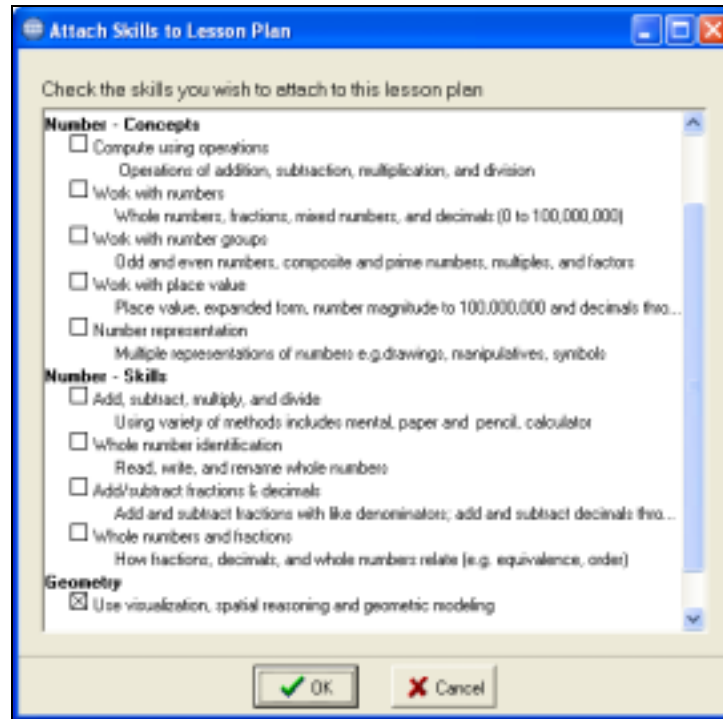 Attach Skills to Lesson Plan
Check the skills you wish to attach to this lesson plan
Number - Concepts
Compute using operations
Operations of addition, subtraction, multiplication, and division
Work with numbers
Whole numbers, fractions, mixed numbers, and decimals (0 to 100,000,000)
Work with number groups
Odd and even numbers, composite and prime numbers, multiples, and factors
Work with place value
Place value, expanded form, number magnitude to 100,000,000 and decimals thro...
Number representation
Multiple representations of numbers e.g.drawings, manipulatives, symbols
Number - Skills
Add, subtract, multiply, and divide
Using variety of methods includes mental, paper and pencil, calculator
Whole number identification
Read, write, and rename whole numbers
Add/subtract fractions & decimals
Add and subtract fractions with like denominators; add and subtract decimals thro...
Whole numbers and fractions
How fractions, decimals, and whole numbers relate (e.g. equivalence, order)
Geometry
Use visualization, spatial reasoning and geometric modeling
OK Cancel